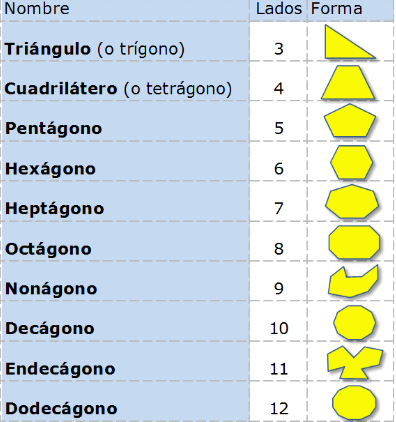 Nombre Lados Forma
Triángulo (o trígono) 3
Cuadrilátero (o tetrágono) 4
Pentágono 5
Hexágono 6
Heptágono 7
Octágono 8
Nonágono 9
Decágono 10
Endecágono 11
Dodecágono 12